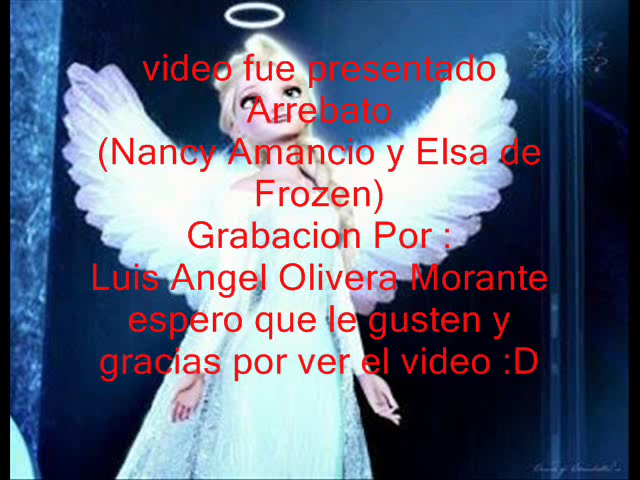 video fue presentado
Arrebato
(Nancy Amancio y Elsa de
Frozen)
Grabacion Por :
Luis Angel Olivera Morante
espero que le gusten y
gracias por ver el video :D